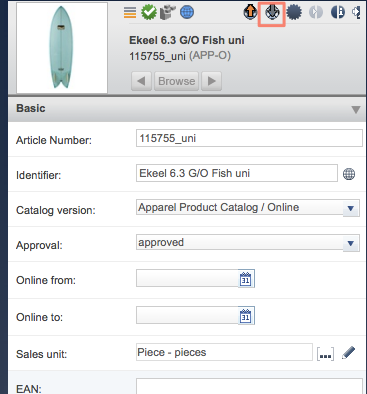 Ekeel 6.3 G/O Fish uni
115755_uni (APP-O)
Browse
Basic
Article Number: 115755_uni
Identifier: Ekeel 6.3 G/O Fish uni
Catalog version: Apparel Product Catalog / Online
Approval: approved
Online from: 31
Online to: 31
Sales unit: Piece - pieces [...]
EAN: